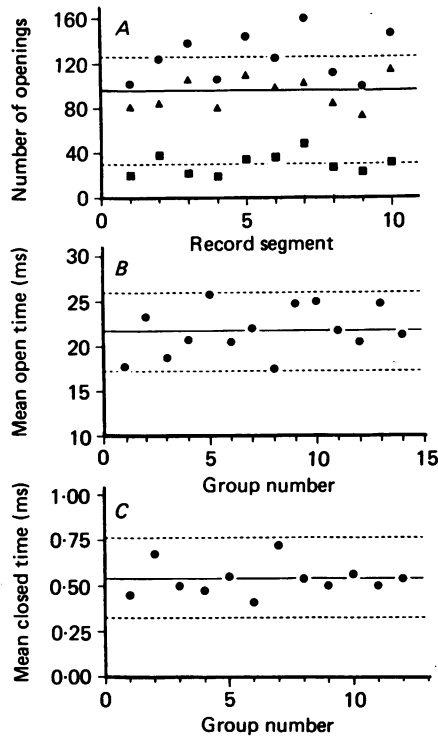 A
160
120
80
40
0
Number of openings
0 5 10
Record segment
B
30
25
20
15
10
Mean open time (ms)
0 5 10 15
Group number
C
1·00
0·75
0·50
0·25
0·00
Mean closed time (ms)
0 5 10
Group number